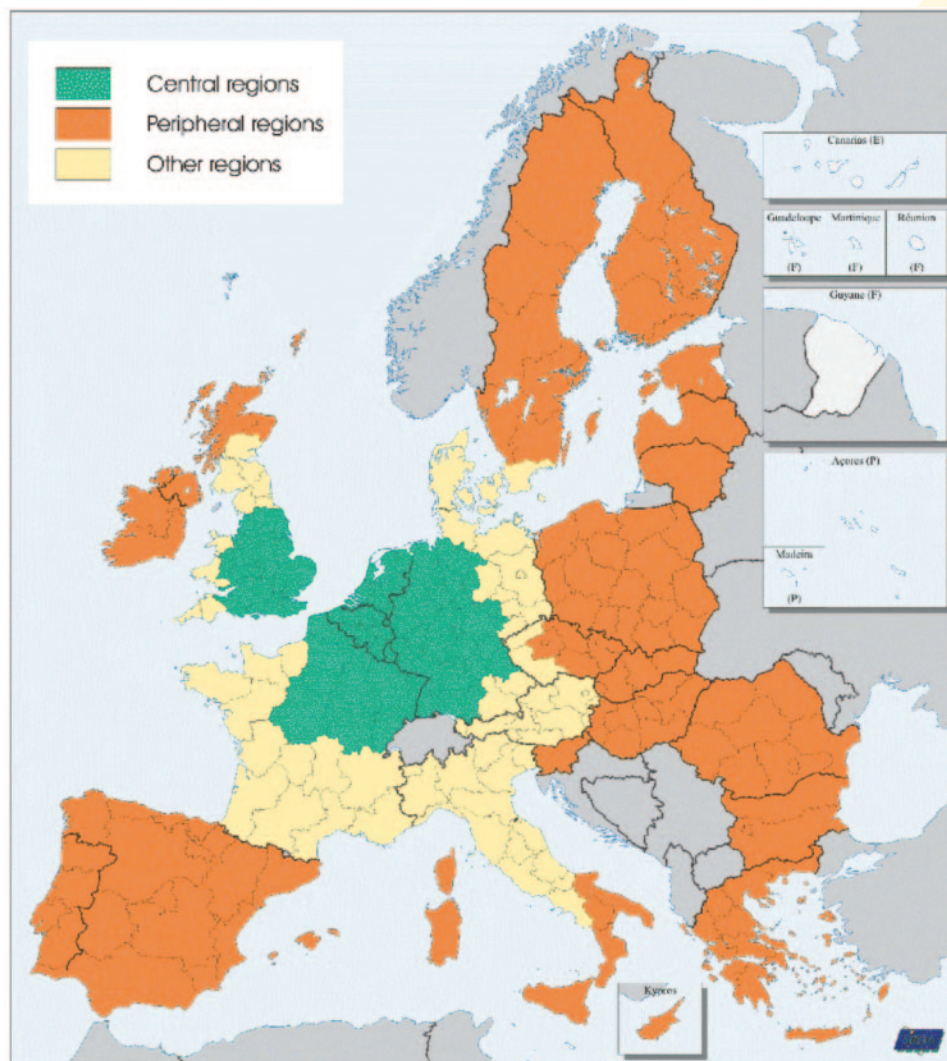 Central regions
Peripheral regions
Other regions
Canarias (E)
Guadeloupe
Martinique
Réunion
(F)
(F)
(F)
Guyane (F)
Açores (P)
Madeira
(P)
Kypros